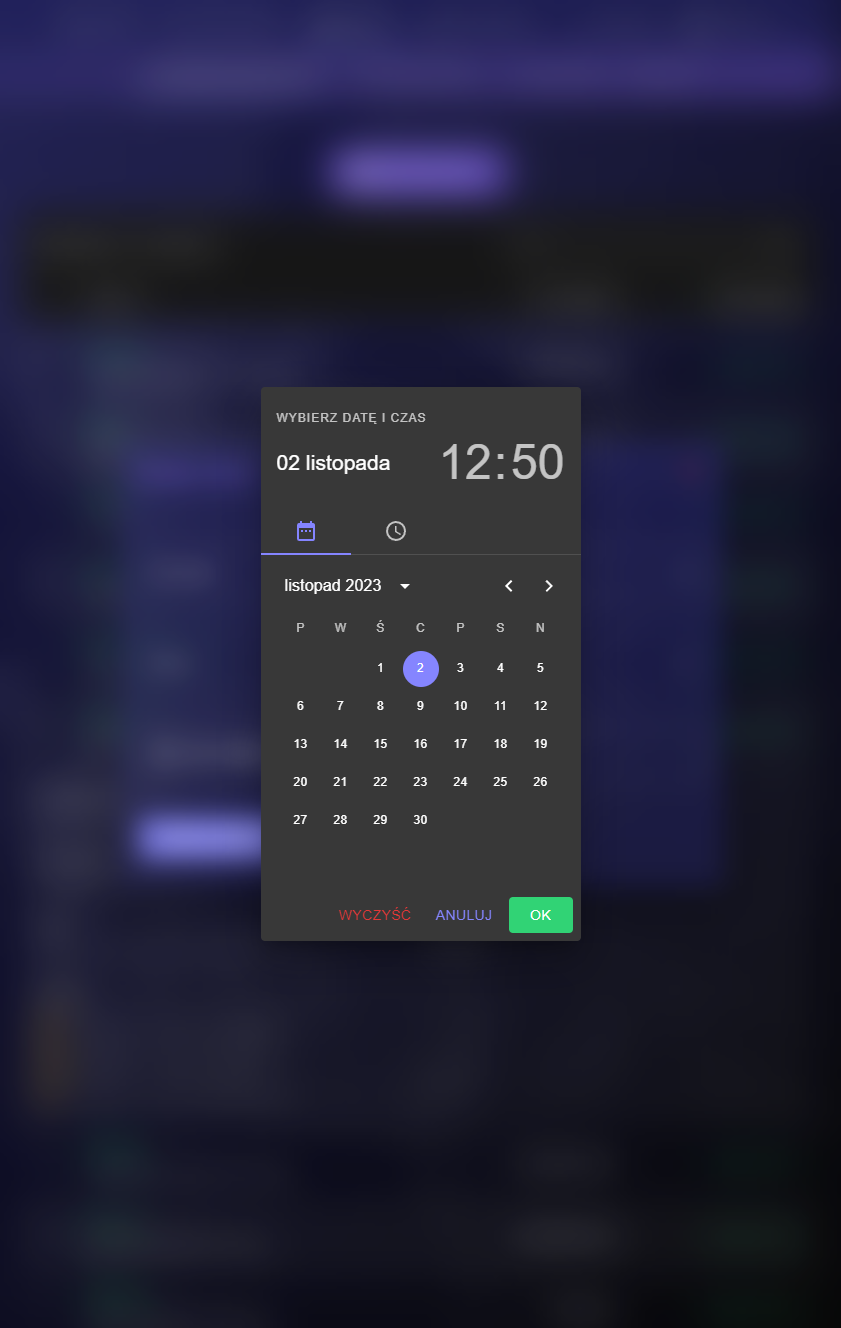 WYBIERZ DATĘ I CZAS
02 listopada 12:50
listopad 2023
P W Ś C P S N
1 2 3 4 5
6 7 8 9 10 11 12
13 14 15 16 17 18 19
20 21 22 23 24 25 26
27 28 29 30
WYCZYŚĆ ANULUJ OK